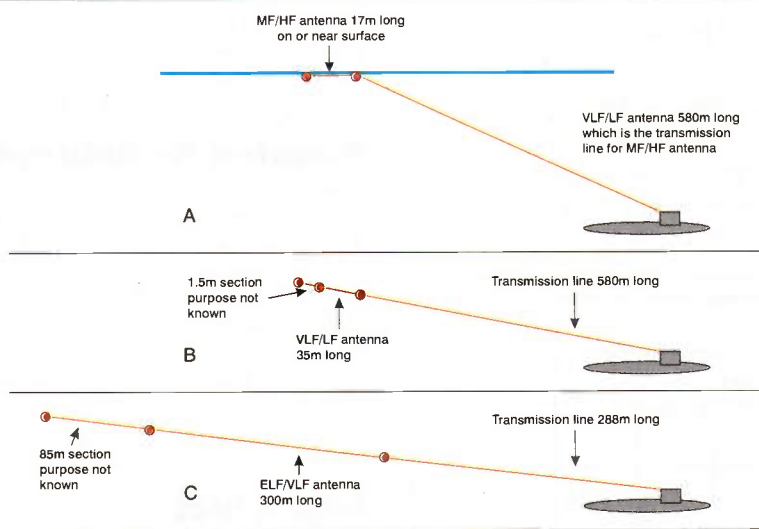 MF/HF antenna 17m long
on or near surface
VLF/LF antenna 580m long
which is the transmission
line for MF/HF antenna
A
1.5m section
purpose not
known
Transmission line 580m long
VLF/LF antenna
35m long
B
Transmission line 288m long
85m section
purpose not
known
ELF/VLF antenna
300m long
C